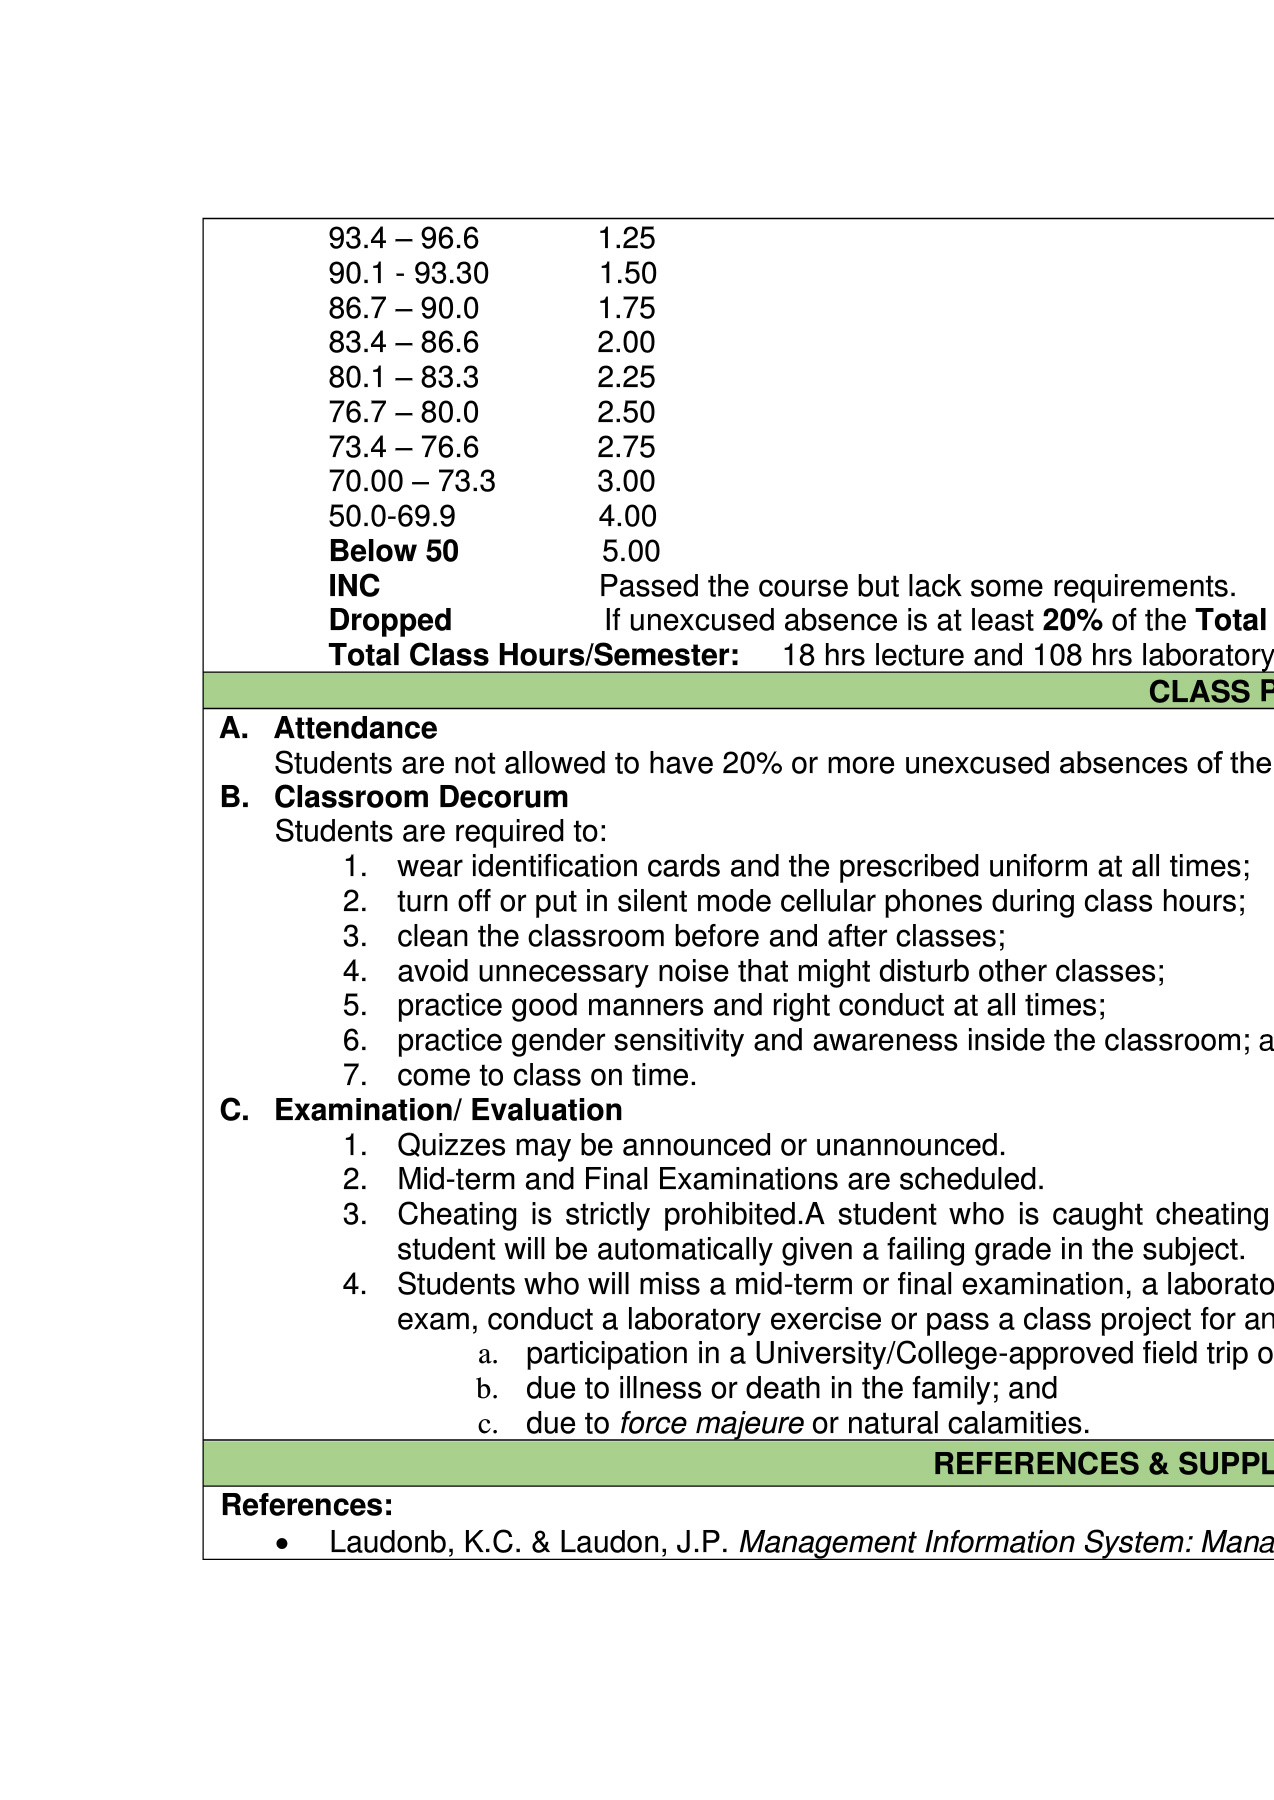 93.4 – 96.6 1.25
90.1 - 93.30 1.50
86.7 – 90.0 1.75
83.4 – 86.6 2.00
80.1 – 83.3 2.25
76.7 – 80.0 2.50
73.4 – 76.6 2.75
70.00 – 73.3 3.00
50.0-69.9 4.00
Below 50 5.00
INC Passed the course but lack some requirements.
Dropped If unexcused absence is at least 20% of the Total
Total Class Hours/Semester: 18 hrs lecture and 108 hrs laboratory
CLASS P
A. Attendance
Students are not allowed to have 20% or more unexcused absences of the
B. Classroom Decorum
Students are required to:
1. wear identification cards and the prescribed uniform at all times;
2. turn off or put in silent mode cellular phones during class hours;
3. clean the classroom before and after classes;
4. avoid unnecessary noise that might disturb other classes;
5. practice good manners and right conduct at all times;
6. practice gender sensitivity and awareness inside the classroom; a
7. come to class on time.
C. Examination/ Evaluation
1. Quizzes may be announced or unannounced.
2. Mid-term and Final Examinations are scheduled.
3. Cheating is strictly prohibited.A student who is caught cheating
student will be automatically given a failing grade in the subject.
4. Students who will miss a mid-term or final examination, a laborato
exam, conduct a laboratory exercise or pass a class project for an
a. participation in a University/College-approved field trip o
b. due to illness or death in the family; and
c. due to force majeure or natural calamities.
REFERENCES & SUPPL
References:
• Laudonb, K.C. & Laudon, J.P. Management Information System: Mana